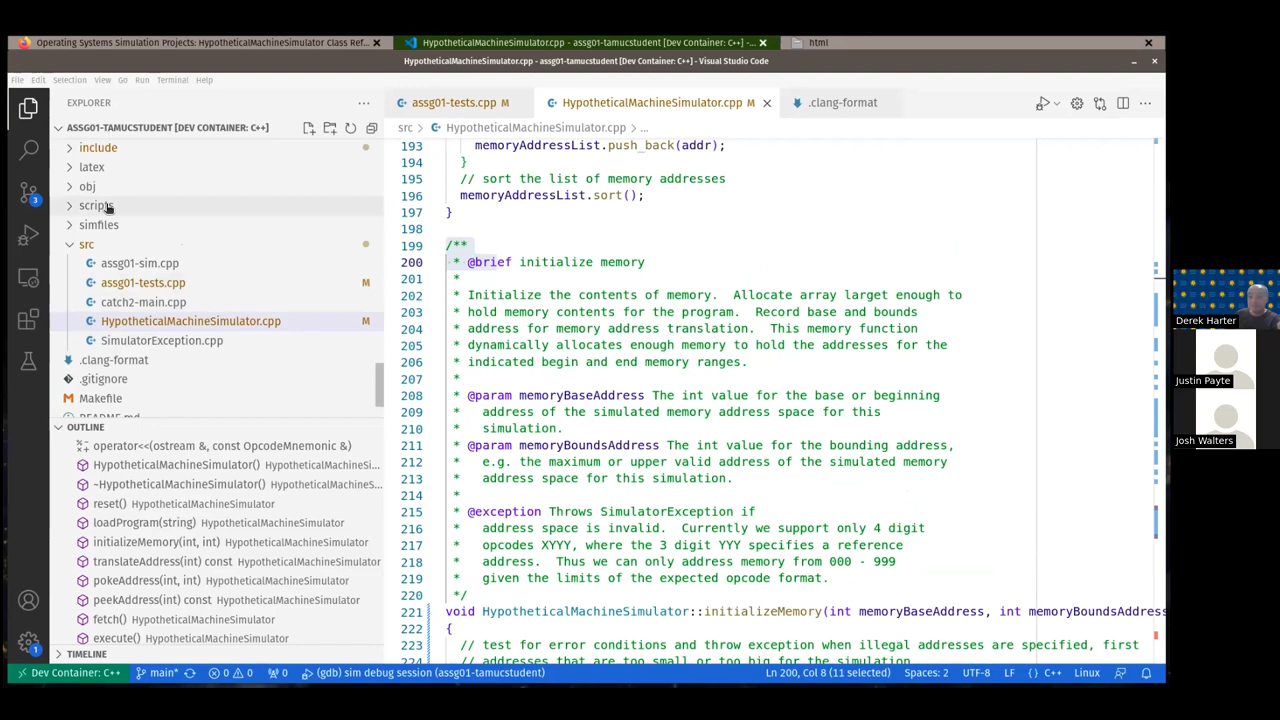 Operating Systems Simulation Projects: HypotheticalMachineSimulator Class Ref...
HypotheticalMachineSimulator.cpp - assg01-tamucstudent [Dev Container: C++] -...
html
HypotheticalMachineSimulator.cpp - assg01-tamucstudent [Dev Container: C++] - Visual Studio Code
File Edit Selection View Go Run Terminal Help
EXPLORER
ASSG01-TAMUCSTUDENT [DEV CONTAINER: C++]
include
latex
obj
scripts
simfiles
src
assg01-sim.cpp
assg01-tests.cpp M
catch2-main.cpp
HypotheticalMachineSimulator.cpp M
SimulatorException.cpp
.clang-format
.gitignore
Makefile
README.md
OUTLINE
operator<<(ostream &, const OpcodeMnemonic &)
HypotheticalMachineSimulator() HypotheticalMachineSi...
~HypotheticalMachineSimulator() HypotheticalMachineS...
reset() HypotheticalMachineSimulator
loadProgram(string) HypotheticalMachineSimulator
initializeMemory(int, int) HypotheticalMachineSimulator
translateAddress(int) const HypotheticalMachineSimulator
pokeAddress(int, int) HypotheticalMachineSimulator
peekAddress(int) const HypotheticalMachineSimulator
fetch() HypotheticalMachineSimulator
execute() HypotheticalMachineSimulator
TIMELINE
3
1
assg01-tests.cpp M
HypotheticalMachineSimulator.cpp M
.clang-format
src > HypotheticalMachineSimulator.cpp > ...
193 memoryAddressList.push_back(addr);
194 }
195 // sort the list of memory addresses
196 memoryAddressList.sort();
197 }
198
199 /**
200 * @brief initialize memory
201 *
202 * Initialize the contents of memory.  Allocate array larget enough to
203 * hold memory contents for the program.  Record base and bounds
204 * address for memory address translation.  This memory function
205 * dynamically allocates enough memory to hold the addresses for the
206 * indicated begin and end memory ranges.
207 *
208 * @param memoryBaseAddress The int value for the base or beginning
209 *   address of the simulated memory address space for this
210 *   simulation.
211 * @param memoryBoundsAddress The int value for the bounding address,
212 *   e.g. the maximum or upper valid address of the simulated memory
213 *   address space for this simulation.
214 *
215 * @exception Throws SimulatorException if
216 *   address space is invalid.  Currently we support only 4 digit
217 *   opcodes XYYY, where the 3 digit YYY specifies a reference
218 *   address.  Thus we can only address memory from 000 - 999
219 *   given the limits of the expected opcode format.
220 */
221 void HypotheticalMachineSimulator::initializeMemory(int memoryBaseAddress, int memoryBoundsAddress
222 {
223 // test for error conditions and throw exception when illegal addresses are specified, first
224 // addresses that are too small or too big for the simulation
Dev Container: C++ main* 0 0 0 (gdb) sim debug session (assg01-tamucstudent) Ln 200, Col 8 (11 selected) Spaces: 2 UTF-8 LF {} C++ Linux
Derek Harter
Justin Payte
Josh Walters